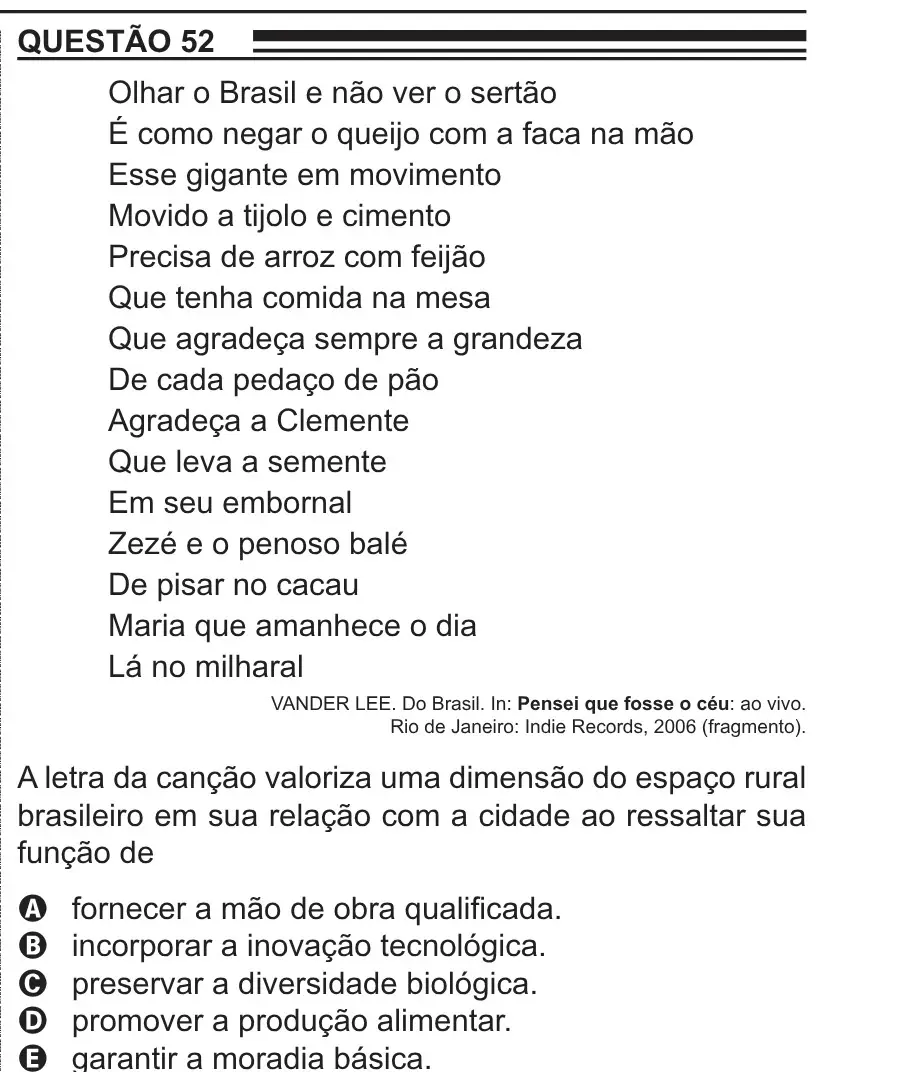 QUESTÃO 52
Olhar o Brasil e não ver o sertão
É como negar o queijo com a faca na mão
Esse gigante em movimento
Movido a tijolo e cimento
Precisa de arroz com feijão
Que tenha comida na mesa
Que agradeça sempre a grandeza
De cada pedaço de pão
Agradeça a Clemente
Que leva a semente
Em seu embornal
Zezé e o penoso balé
De pisar no cacau
Maria que amanhece o dia
Lá no milharal
VANDER LEE. Do Brasil. In: Pensei que fosse o céu: ao vivo.
Rio de Janeiro: Indie Records, 2006 (fragmento).
A letra da canção valoriza uma dimensão do espaço rural
brasileiro em sua relação com a cidade ao ressaltar sua
função de
A fornecer a mão de obra qualificada.
B incorporar a inovação tecnológica.
C preservar a diversidade biológica.
D promover a produção alimentar.
E garantir a moradia básica.